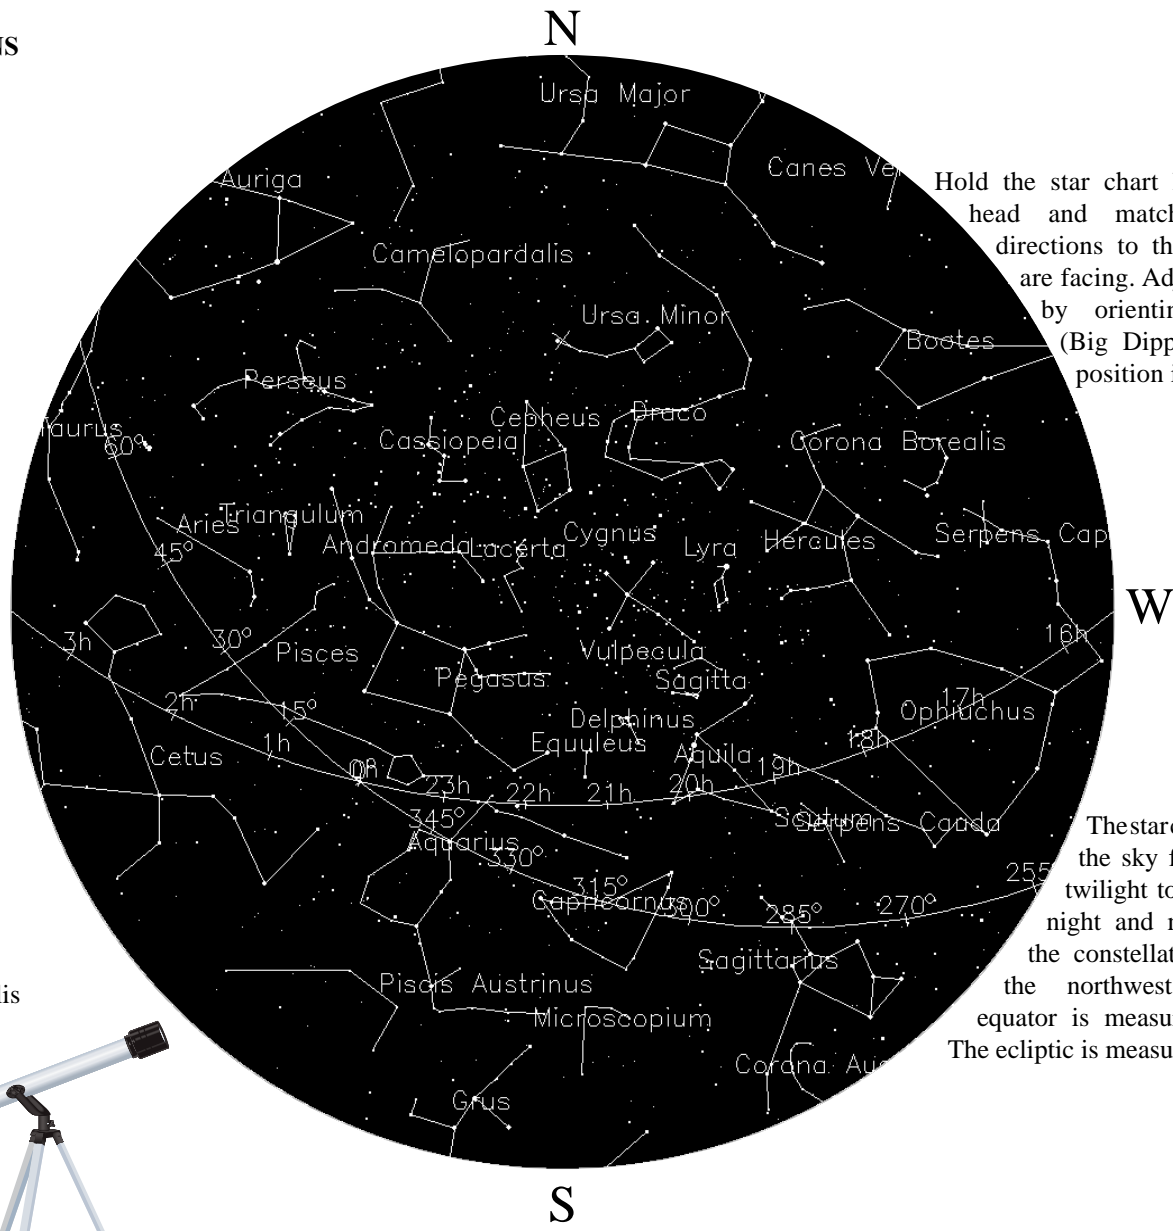 N
NS
Ursa Major
Canes Ve
Auriga
Hold the star chart
head and match
directions to th
are facing. Ad
by orientin
(Big Dipp
position i
Camelopardalis
Ursa Minor
Bootes
Perseus
Cepheus
Draco
Taurus
60°
Cassiopeia
Corona Borealis
Triangulum
Aries
45°
Andromeda
Lacerta
Cygnus
Lyra
Hercules
Serpens Cap
W
3h
30°
Pisces
Vulpecula
16h
Pegasus
Sagitta
2h
15°
17h
Ophiuchus
Delphinus
1h
Equuleus
18h
Cetus
Aquila
0h
0°
23h
22h
21h
20h
19h
345°
Scutum
Serpens Cauda
Aquarius
330°
The star
the sky f
twilight to
night and
the constellat
the northwest
equator is measu
The ecliptic is measu
255
315°
Capricornus
300°
285°
270°
Sagittarius
Piscis Austrinus
lis
Microscopium
Corona Au
Grus
S